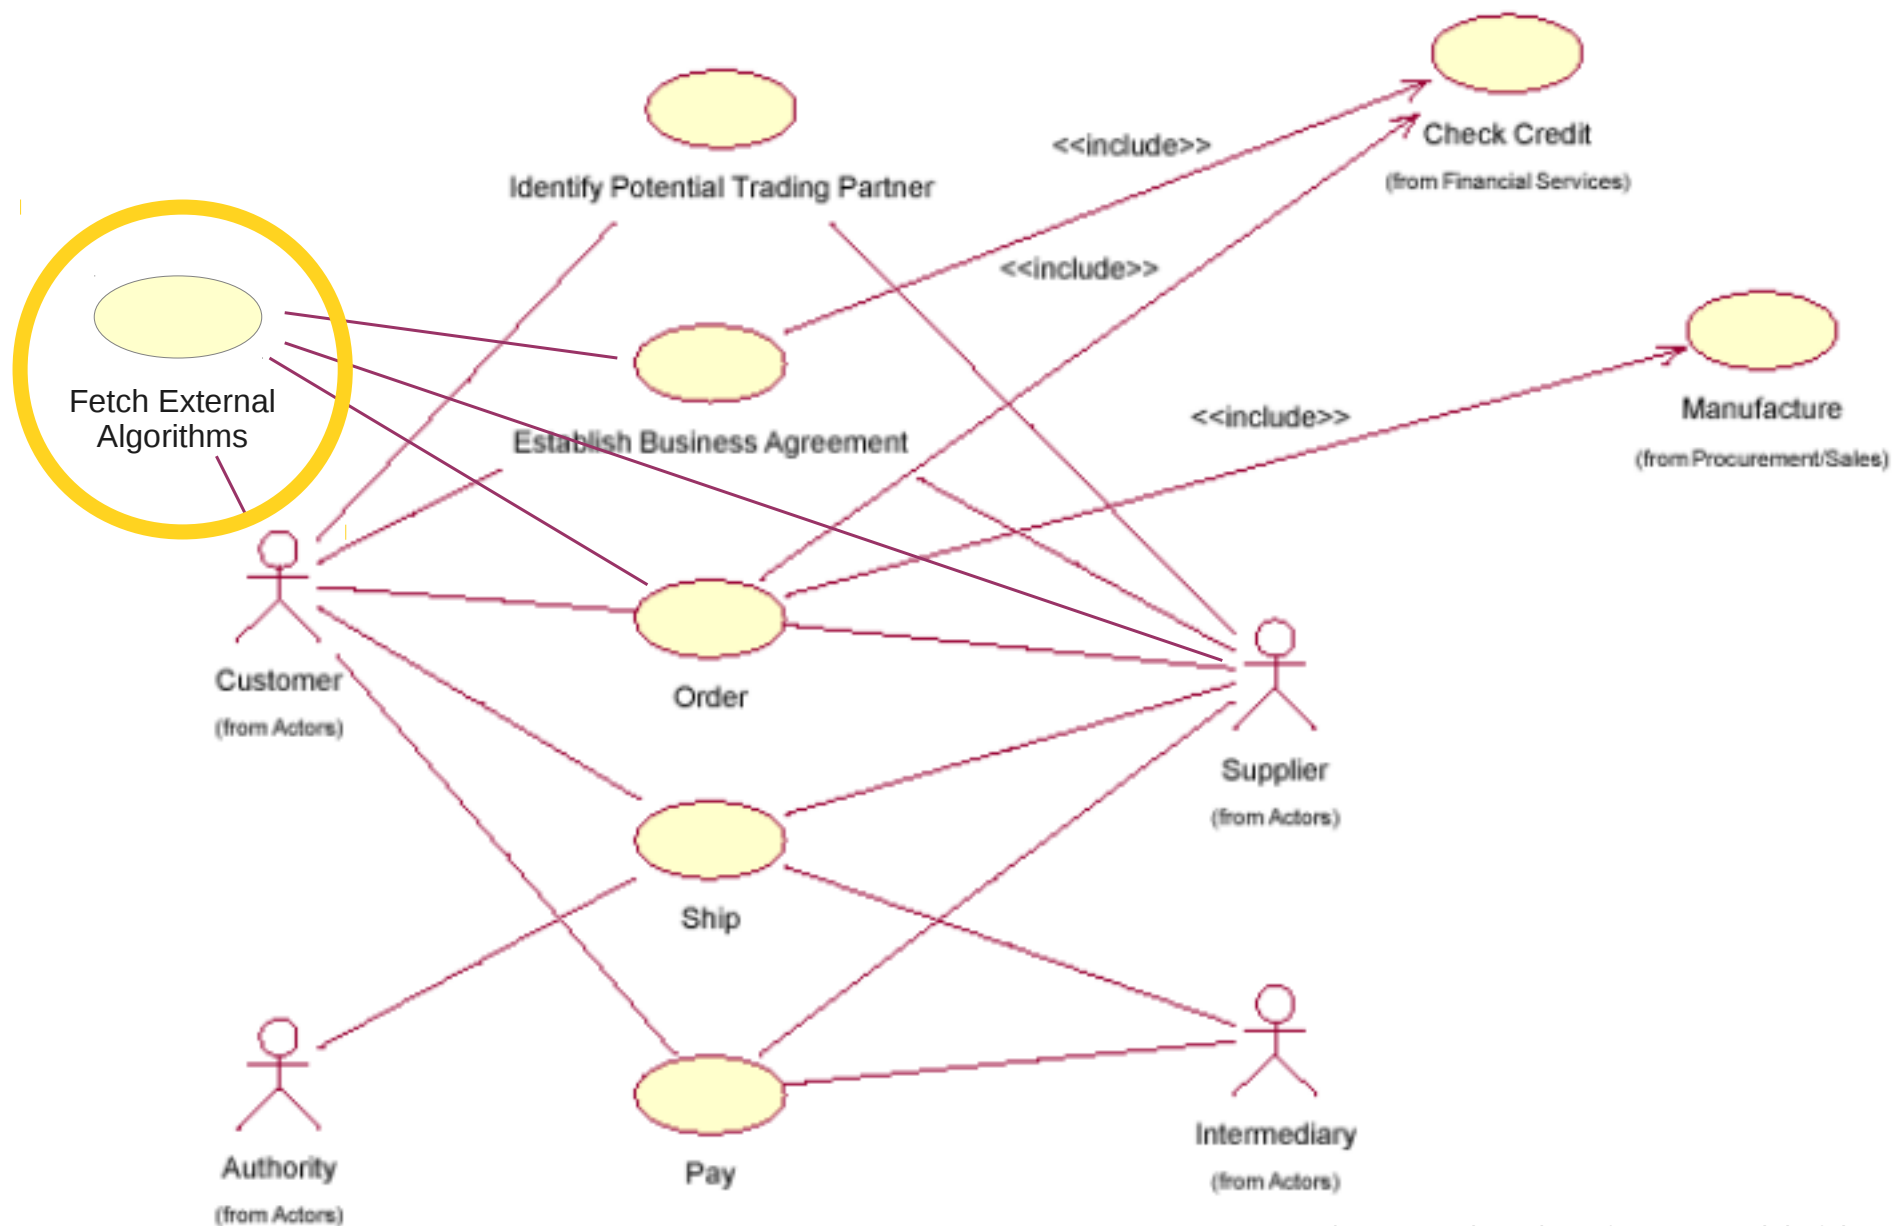 Check Credit
(from Financial Services)
<<include>>
Identify Potential Trading Partner
<<include>>
Fetch External
Algorithms
<<include>>
Manufacture
(from Procurement/Sales)
Establish Business Agreement
Customer
(from Actors)
Order
Supplier
(from Actors)
Ship
Authority
(from Actors)
Pay
Intermediary
(from Actors)